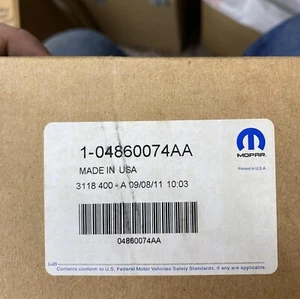 1-04860074AA
MOPAR
MADE IN USA
Printed in U.S.A.
3118 400 - A 09/08/11 10:03
04860074AA
Contents conform to U.S. Federal Motor Vehicles Safety Standards, if any are applicable.